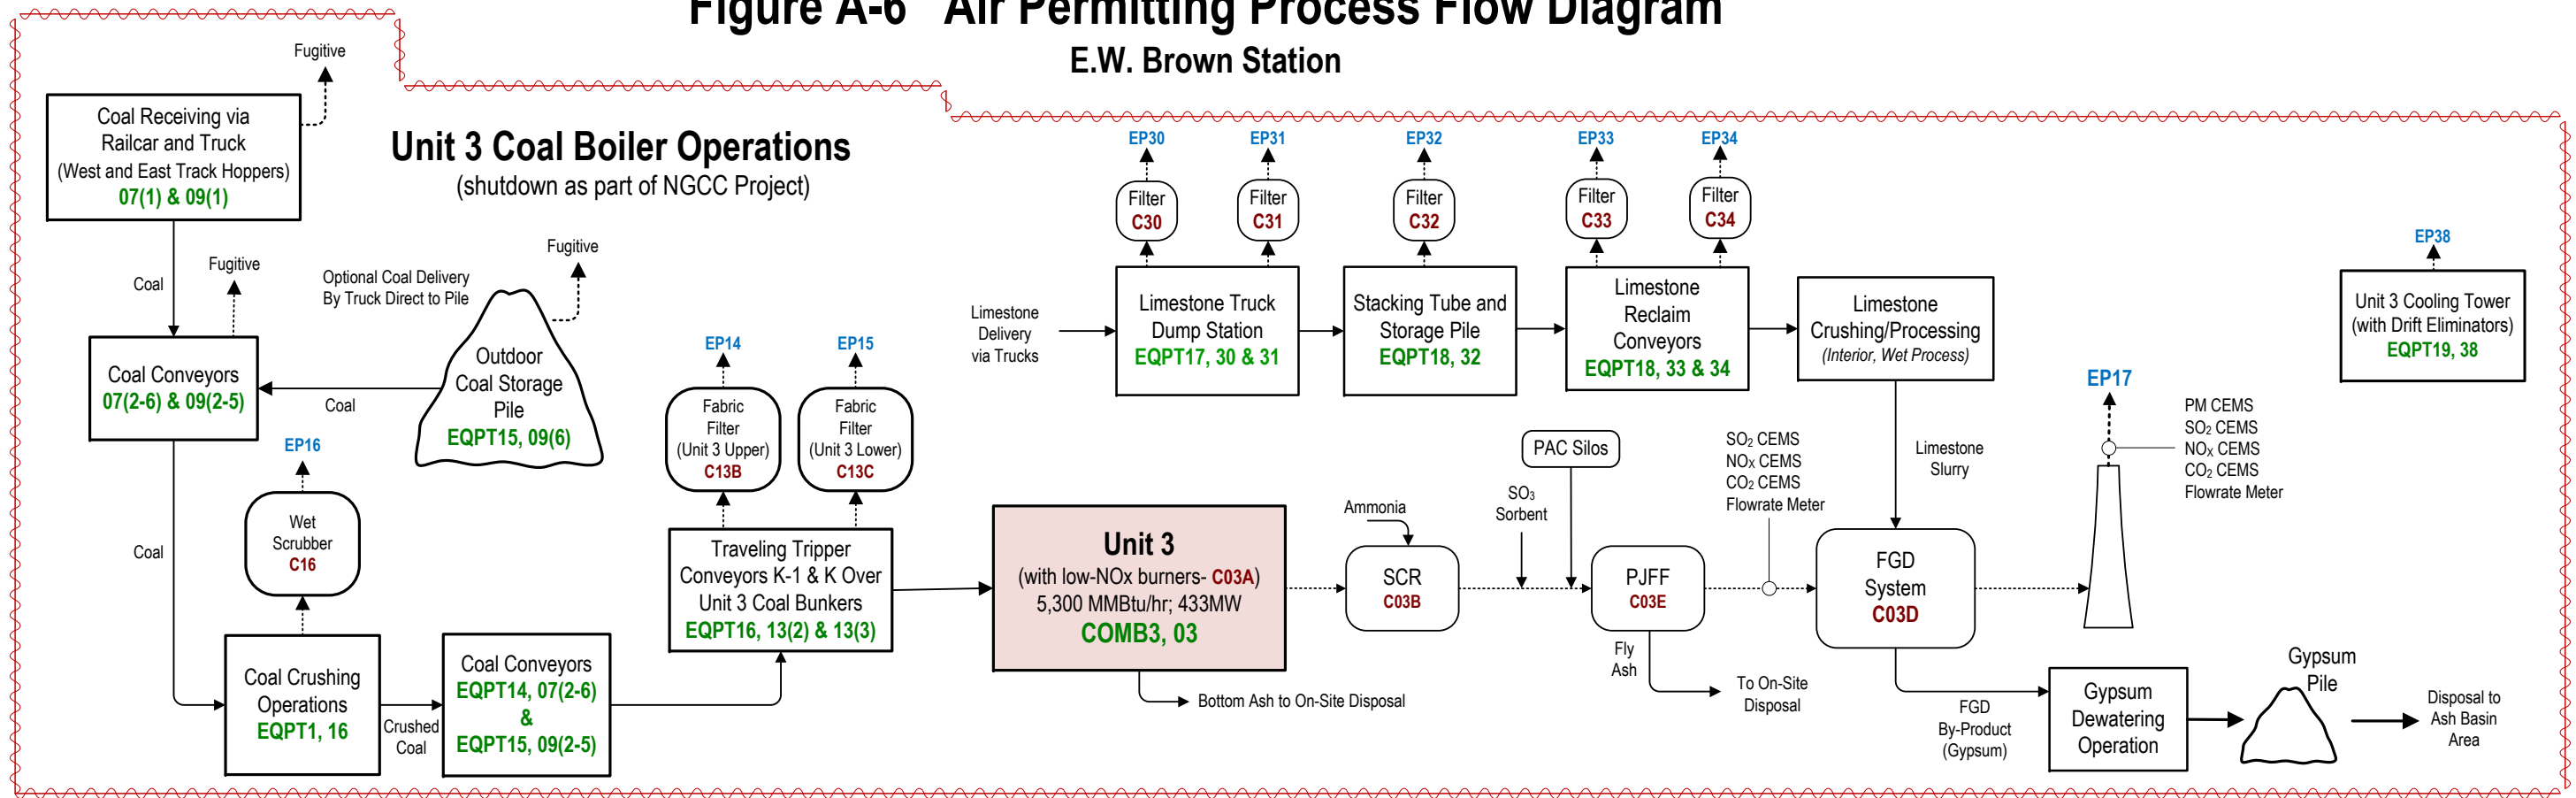 Figure A-6 Air Permitting Process Flow Diagram
E.W. Brown Station
Unit 3 Coal Boiler Operations
(shutdown as part of NGCC Project)
Fugitive
Coal Receiving via
Railcar and Truck
(West and East Track Hoppers)
07(1) & 09(1)
Coal
Fugitive
Coal Conveyors
07(2-6) & 09(2-5)
Optional Coal Delivery
By Truck Direct to Pile
Fugitive
Outdoor
Coal Storage
Pile
EQPT15, 09(6)
Coal
Coal
EP16
Wet
Scrubber
C16
Coal Crushing
Operations
EQPT1, 16
Crushed
Coal
Coal Conveyors
EQPT14, 07(2-6)
&
EQPT15, 09(2-5)
EP14
Fabric
Filter
(Unit 3 Upper)
C13B
EP15
Fabric
Filter
(Unit 3 Lower)
C13C
Traveling Tripper
Conveyors K-1 & K Over
Unit 3 Coal Bunkers
EQPT16, 13(2) & 13(3)
Unit 3
(with low-NOx burners- C03A)
5,300 MMBtu/hr; 433MW
COMB3, 03
Bottom Ash to On-Site Disposal
Ammonia
SCR
C03B
SO₃
Sorbent
PAC Silos
PJFF
C03E
Fly
Ash
To On-Site
Disposal
SO₂ CEMS
NOx CEMS
CO₂ CEMS
Flowrate Meter
Limestone
Delivery
via Trucks
EP30
Filter
C30
EP31
Filter
C31
Limestone Truck
Dump Station
EQPT17, 30 & 31
EP32
Filter
C32
Stacking Tube and
Storage Pile
EQPT18, 32
EP33
Filter
C33
EP34
Filter
C34
Limestone
Reclaim
Conveyors
EQPT18, 33 & 34
Limestone
Crushing/Processing
(Interior, Wet Process)
Limestone
Slurry
FGD
System
C03D
EP17
PM CEMS
SO₂ CEMS
NOx CEMS
CO₂ CEMS
Flowrate Meter
FGD
By-Product
(Gypsum)
Gypsum
Dewatering
Operation
Gypsum
Pile
Disposal to
Ash Basin
Area
EP38
Unit 3 Cooling Tower
(with Drift Eliminators)
EQPT19, 38